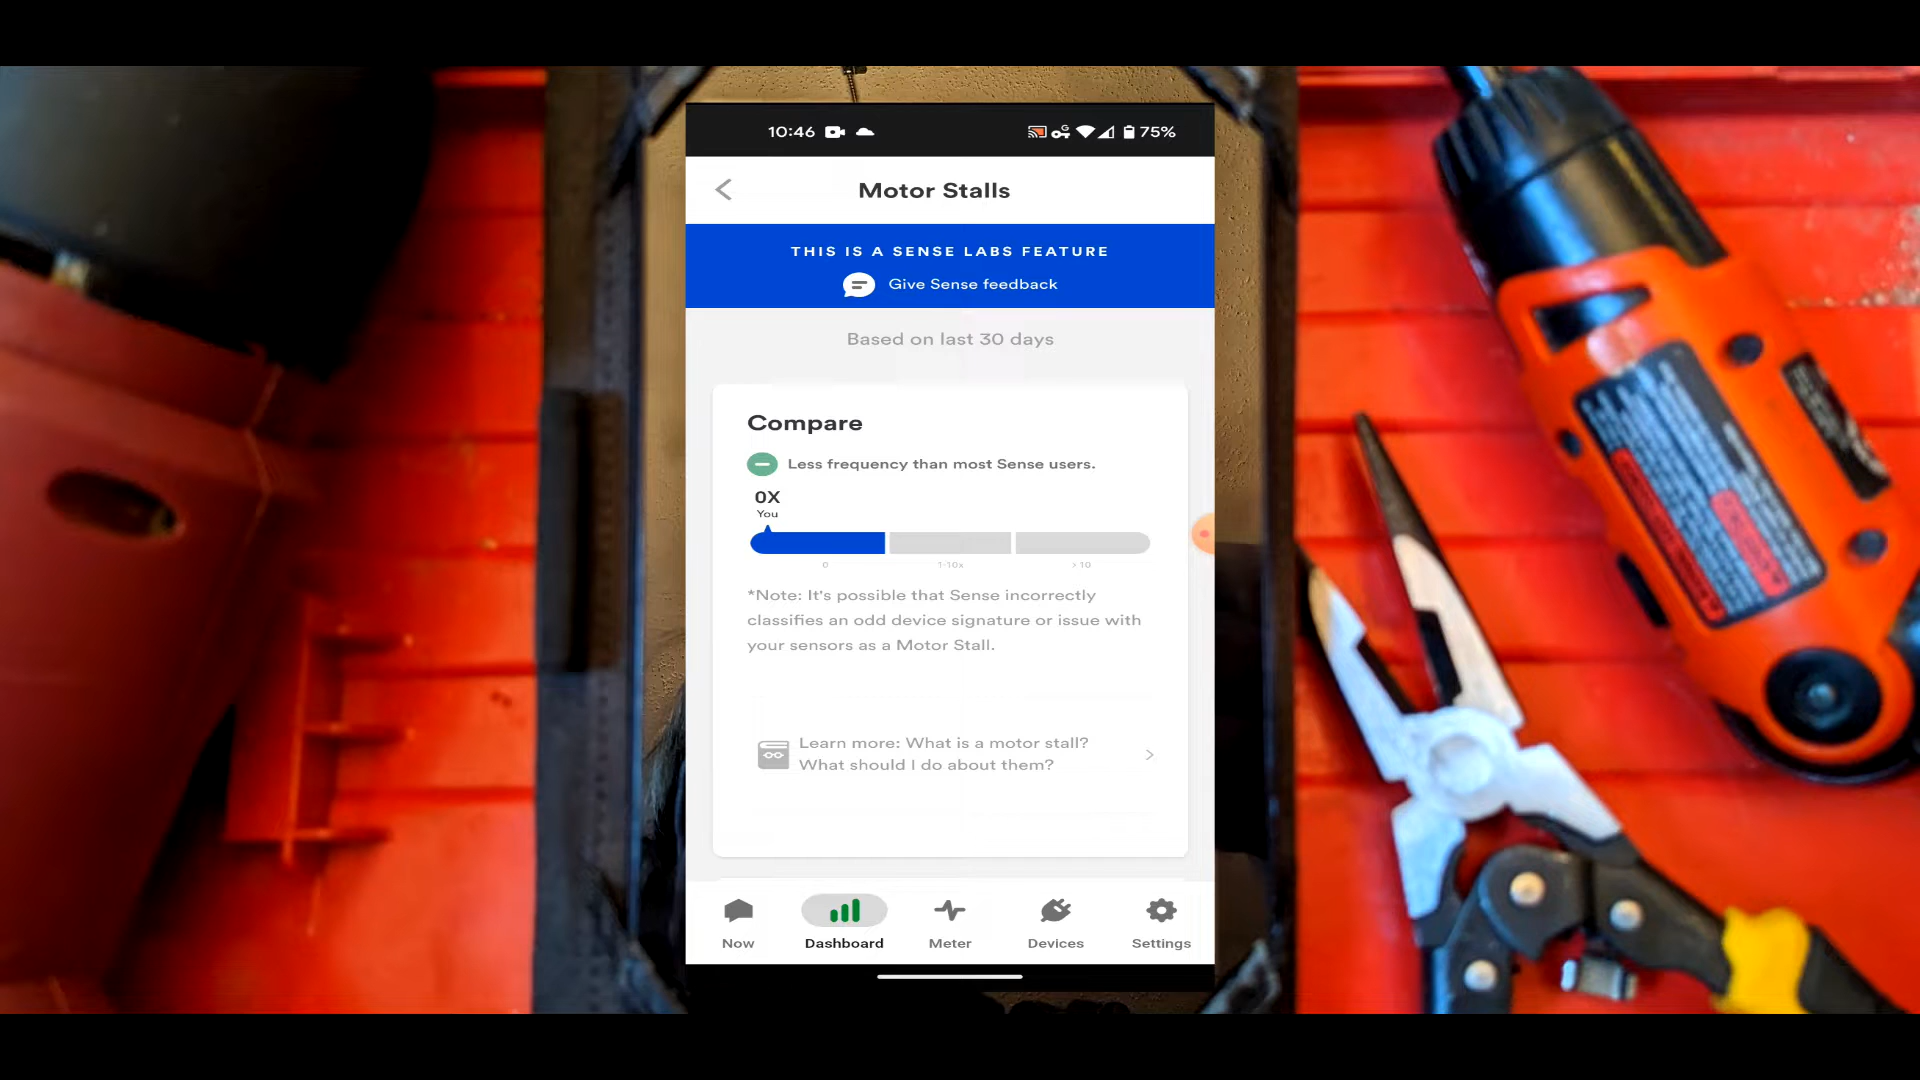 10:46
75%
Motor Stalls
THIS IS A SENSE LABS FEATURE
Give Sense feedback
Based on last 30 days
Compare
Less frequency than most Sense users.
0X
You
0
1-10x
>10
*Note: It's possible that Sense incorrectly
classifies an odd device signature or issue with
your sensors as a Motor Stall.
Learn more: What is a motor stall?
What should I do about them?
Now
Dashboard
Meter
Devices
Settings